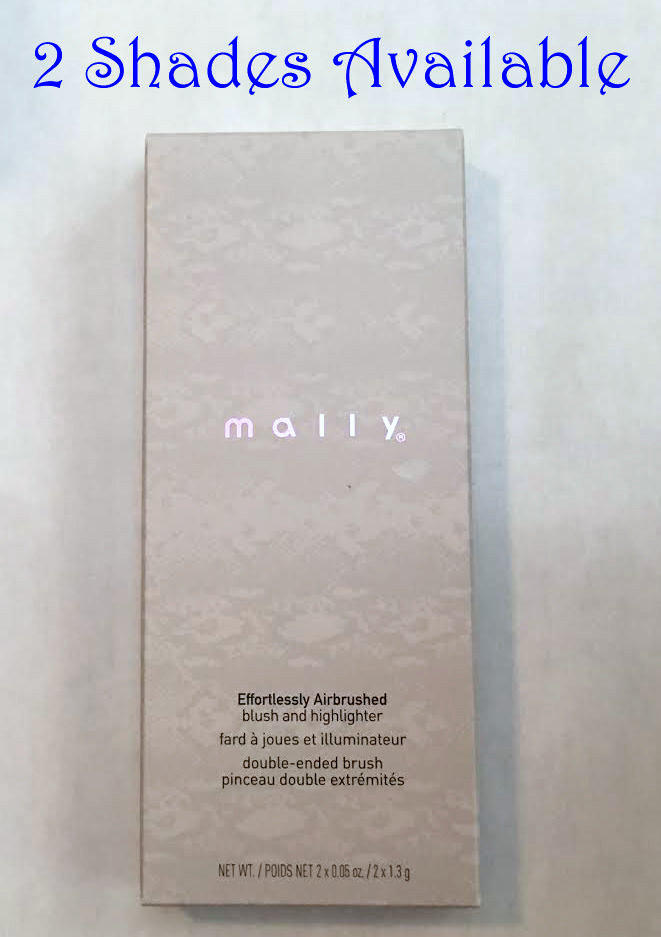 2 Shades Available
mally®
Effortlessly Airbrushed
blush and highlighter
fard à joues et illuminateur
double-ended brush
pinceau double extrémités
NET WT. / POIDS NET 2 x 0.05 oz. / 2 x 1.3 g